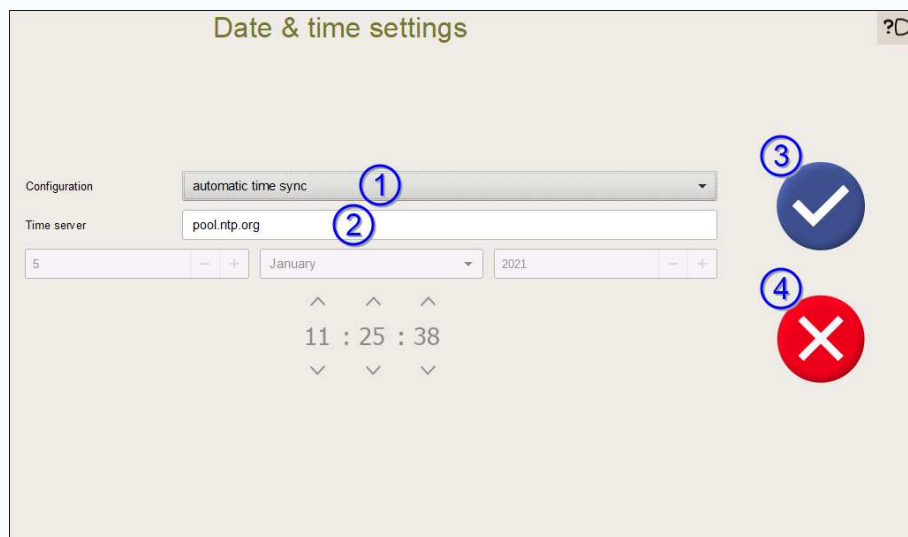 Date & time settings
?
3
Configuration
automatic time sync
1
Time server
pool.ntp.org
2
5 − + January 2021 − +
4
11 : 25 : 38